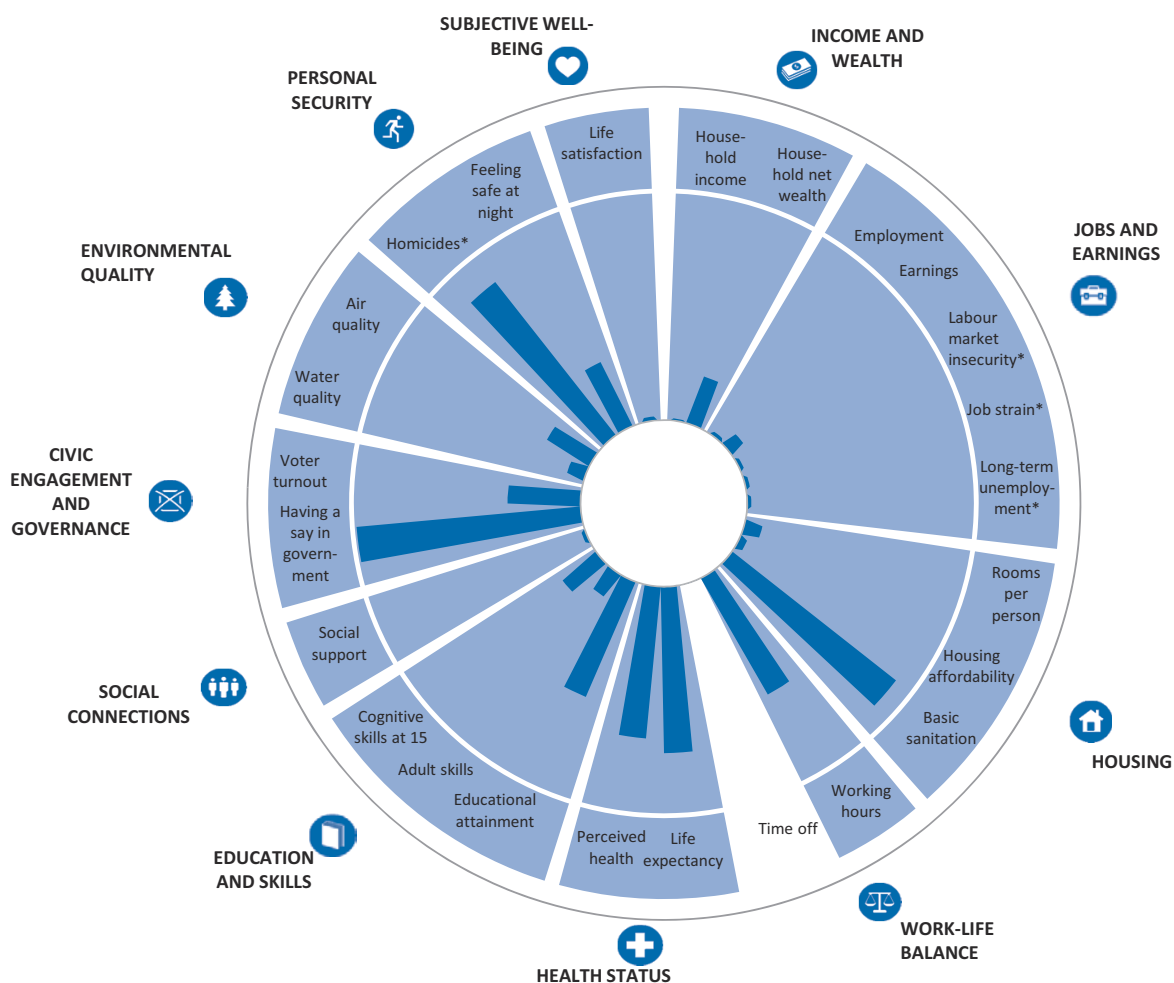 SUBJECTIVE WELL-
BEING
INCOME AND
WEALTH
PERSONAL
SECURITY
ENVIRONMENTAL
QUALITY
JOBS AND
EARNINGS
CIVIC
ENGAGEMENT
AND
GOVERNANCE
SOCIAL
CONNECTIONS
HOUSING
EDUCATION
AND SKILLS
WORK-LIFE
BALANCE
HEALTH STATUS
Life
satisfaction
House-
hold
income
House-
hold net
wealth
Employment
Earnings
Labour
market
insecurity*
Job strain*
Long-term
unemploy-
ment*
Rooms
per
person
Housing
affordability
Basic
sanitation
Working
hours
Time off
Life
expectancy
Perceived
health
Educational
attainment
Adult skills
Cognitive
skills at 15
Social
support
Having a
say in
govern-
ment
Voter
turnout
Water
quality
Air
quality
Homicides*
Feeling
safe at
night